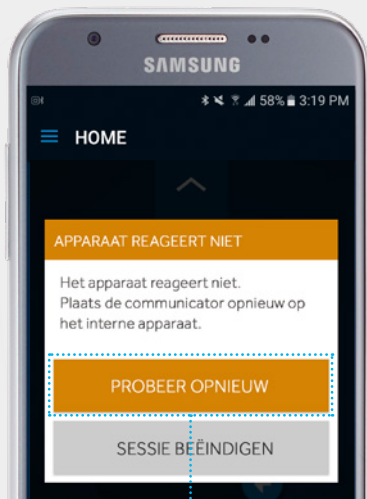 SAMSUNG
58% 3:19 PM
HOME
APPARAAT REAGEERT NIET
Het apparaat reageert niet.
Plaats de communicator opnieuw op
het interne apparaat.
PROBEER OPNIEUW
SESSIE BEËINDIGEN